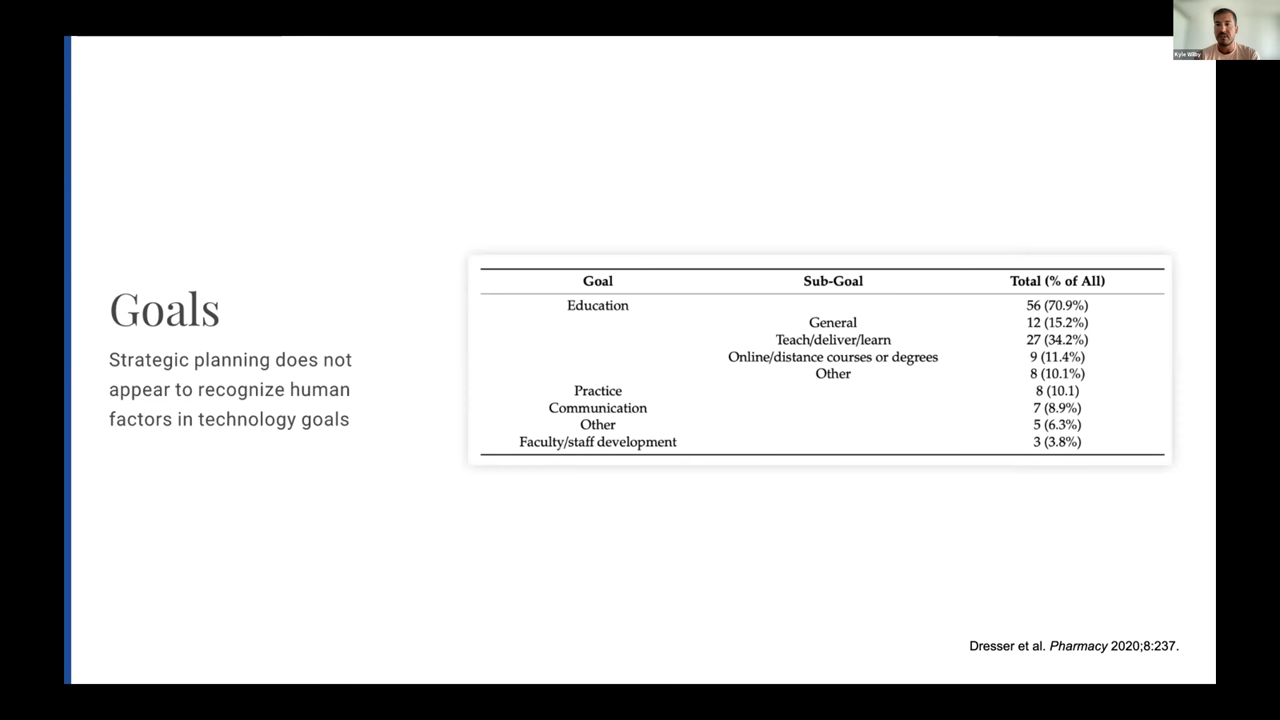 Kyle Wilby
Goals
Strategic planning does not
appear to recognize human
factors in technology goals
Goal Sub-Goal Total (% of All)
Education 56 (70.9%)
General 12 (15.2%)
Teach/deliver/learn 27 (34.2%)
Online/distance courses or degrees 9 (11.4%)
Other 8 (10.1%)
Practice 8 (10.1)
Communication 7 (8.9%)
Other 5 (6.3%)
Faculty/staff development 3 (3.8%)
Dresser et al. Pharmacy 2020;8:237.